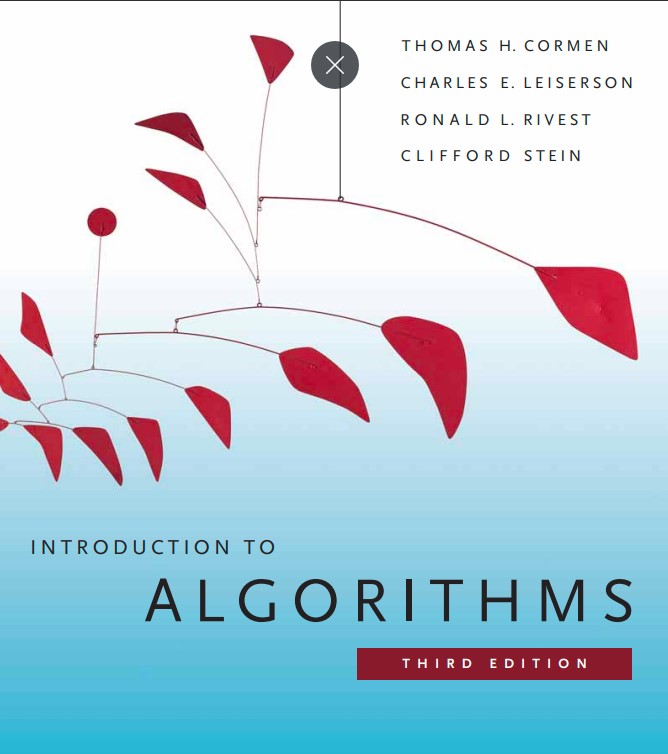 THOMAS H. CORMEN
CHARLES E. LEISERSON
RONALD L. RIVEST
CLIFFORD STEIN
INTRODUCTION TO
ALGORITHMS
THIRD EDITION